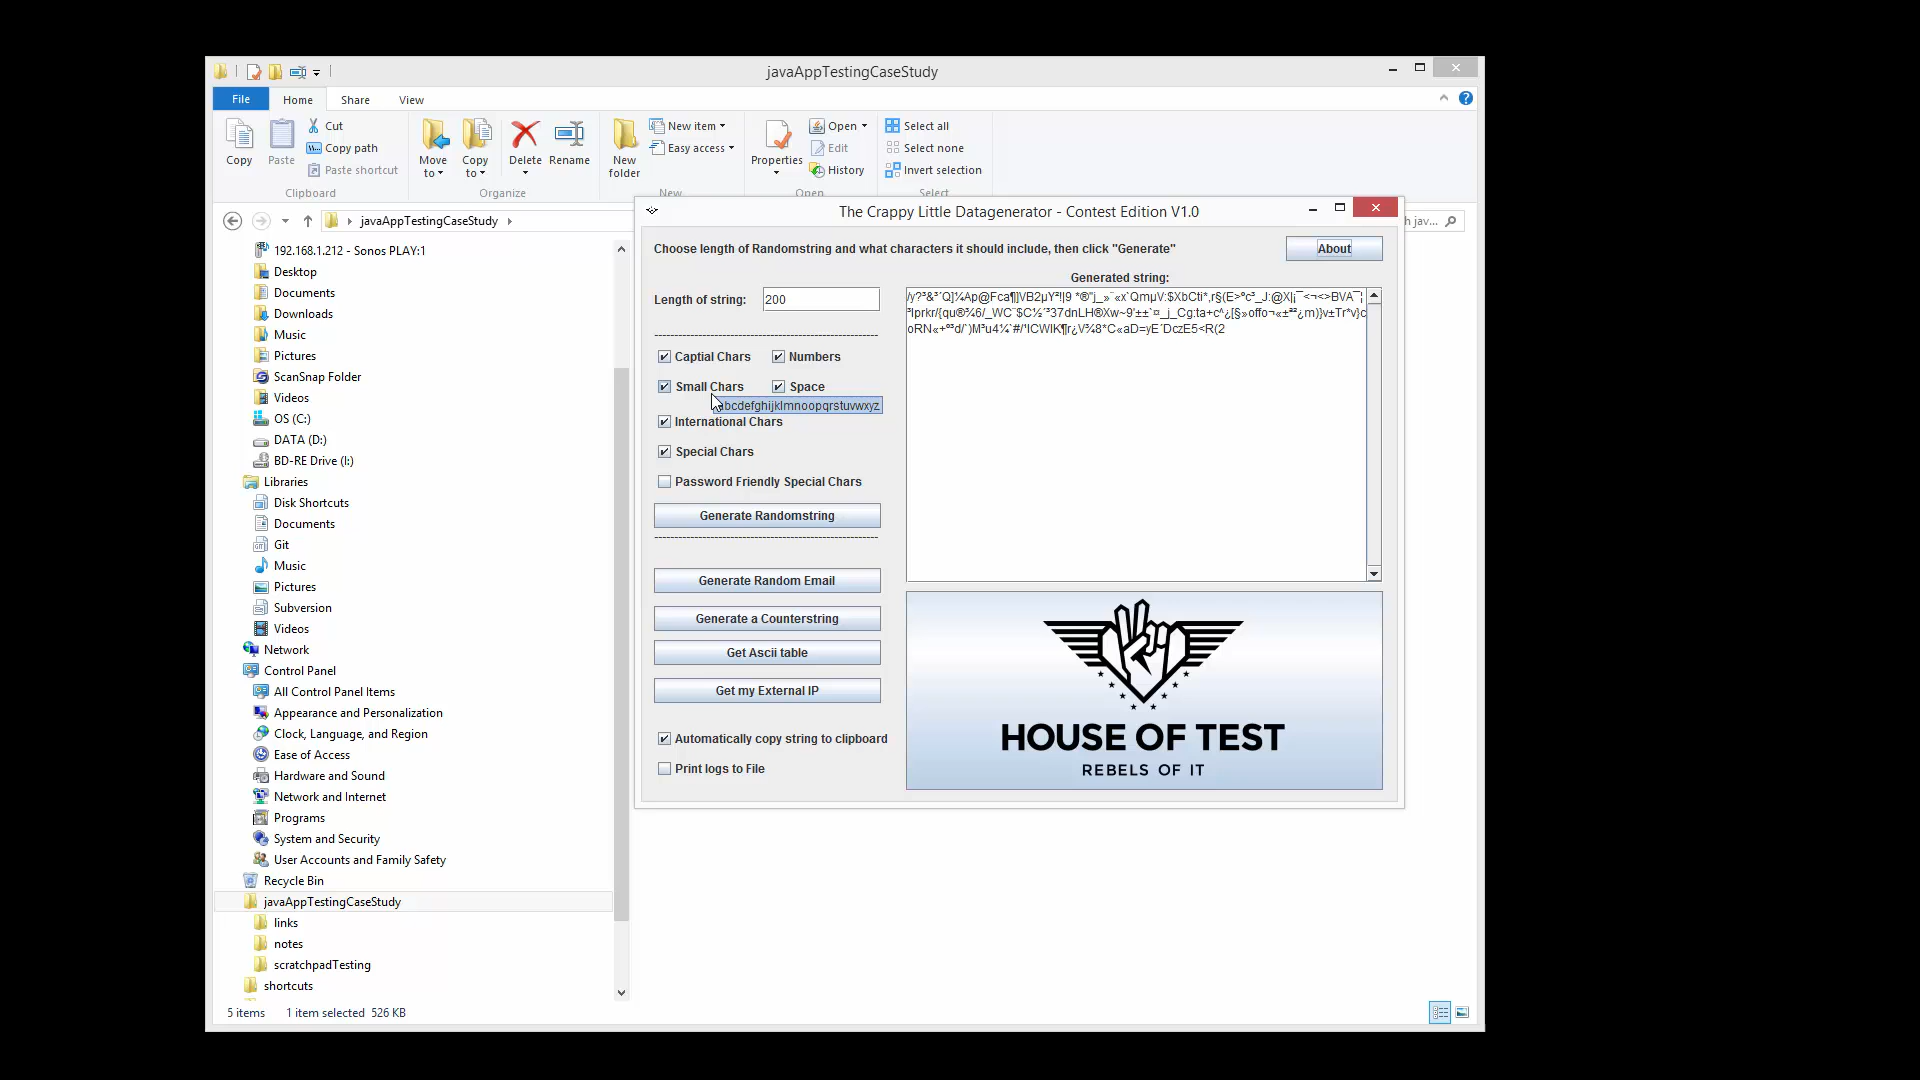 javaAppTestingCaseStudy
File Home Share View
Copy
Paste
Cut
Copy path
Paste shortcut
Clipboard
Move to
Copy to
Delete
Rename
Organize
New folder
New item
Easy access
New
Properties
Open
Edit
History
Open
Select all
Select none
Invert selection
Select
javaAppTestingCaseStudy
h jav...
192.168.1.212 - Sonos PLAY:1
Desktop
Documents
Downloads
Music
Pictures
ScanSnap Folder
Videos
OS (C:)
DATA (D:)
BD-RE Drive (I:)
Libraries
Disk Shortcuts
Documents
Git
Music
Pictures
Subversion
Videos
Network
Control Panel
All Control Panel Items
Appearance and Personalization
Clock, Language, and Region
Ease of Access
Hardware and Sound
Network and Internet
Programs
System and Security
User Accounts and Family Safety
Recycle Bin
javaAppTestingCaseStudy
links
notes
scratchpadTesting
shortcuts
5 items 1 item selected 526 KB
The Crappy Little Datagenerator - Contest Edition V1.0
Choose length of Randomstring and what characters it should include, then click "Generate"
About
Generated string:
Length of string: 200
Captial Chars Numbers
Small Chars Space
bcdefghijklmnoopqrstuvwxyz
International Chars
Special Chars
Password Friendly Special Chars
Generate Randomstring
Generate Random Email
Generate a Counterstring
Get Ascii table
Get my External IP
Automatically copy string to clipboard
Print logs to File
HOUSE OF TEST
REBELS OF IT